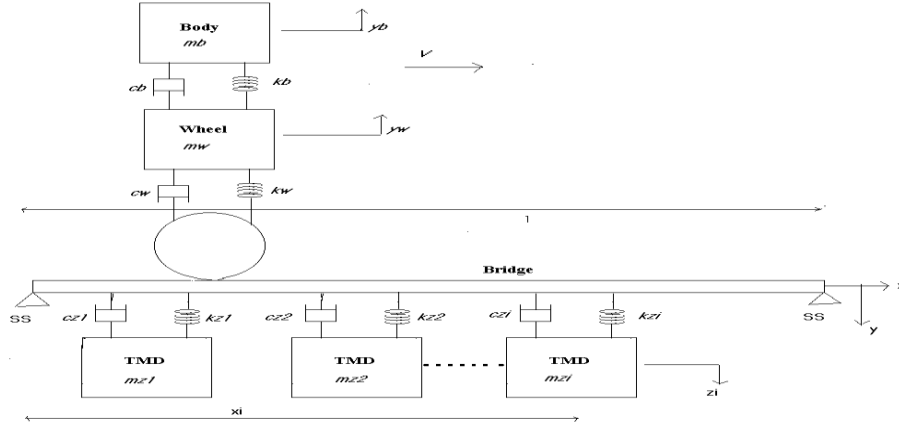 Body
mb
yb
V
cb
kb
Wheel
mw
yw
cw
kw
l
Bridge
x
SS
SS
y
cz1
kz1
cz2
kz2
czi
kzi
TMD
mz1
TMD
mz2
TMD
mzi
zi
xi